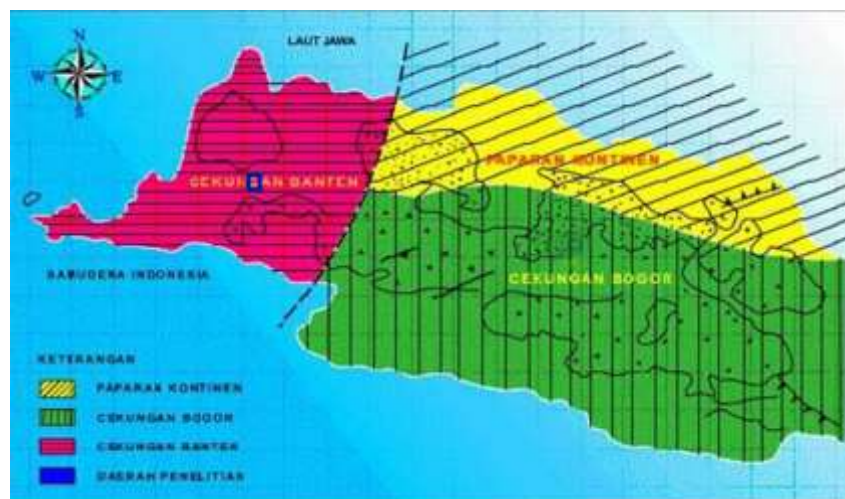 N
W E
S
LAUT JAWA
PAPARAN KONTINEN
CEKUNGAN BANTEN
SAMUDERA INDONESIA
CEKUNGAN BOGOR
KETERANGAN
PAPARAN KONTINEN
CEKUNGAN BOGOR
CEKUNGAN BANTEN
DAERAH PENELITIAN